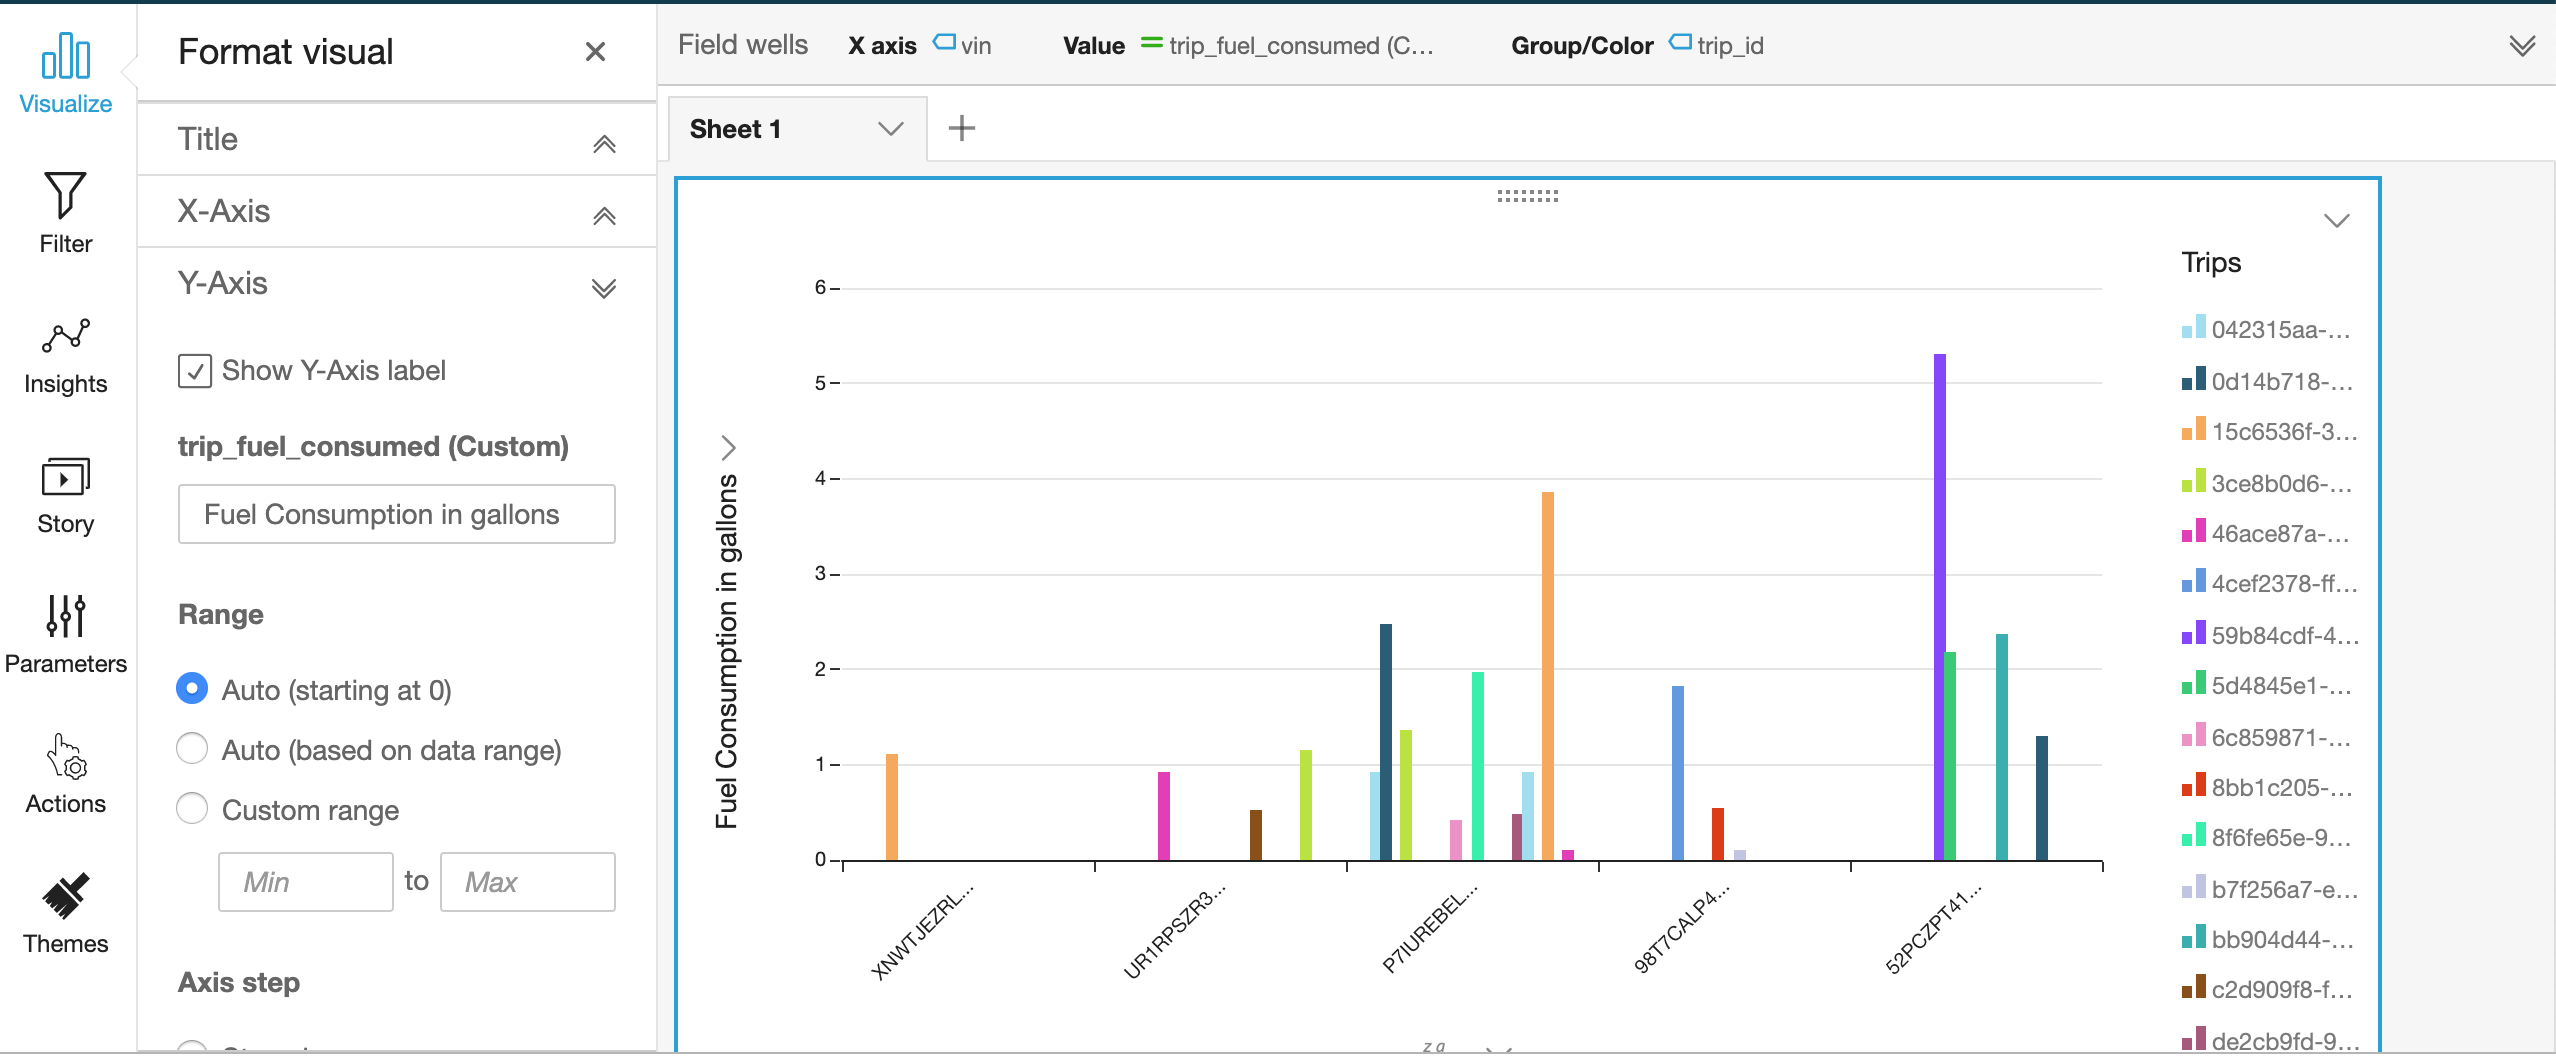 Visualize
Filter
Insights
Story
Parameters
Actions
Themes
Format visual
Title
X-Axis
Y-Axis
Show Y-Axis label
trip_fuel_consumed (Custom)
Fuel Consumption in gallons
Range
Auto (starting at 0)
Auto (based on data range)
Custom range
Min to Max
Axis step
Field wells X axis vin Value trip_fuel_consumed (C... Group/Color trip_id
Sheet 1
Fuel Consumption in gallons
6
5
4
3
2
1
0
XNWTJEZRL...
UR1RPSZR3...
P7IUREBEL...
98T7CALP4...
52PCZPT41...
Trips
042315aa-...
0d14b718-...
15c6536f-3...
3ce8b0d6-...
46ace87a-...
4cef2378-ff...
59b84cdf-4...
5d4845e1-...
6c859871-...
8bb1c205-...
8f6fe65e-9...
b7f256a7-e...
bb904d44-...
c2d909f8-f...
de2cb9fd-9...